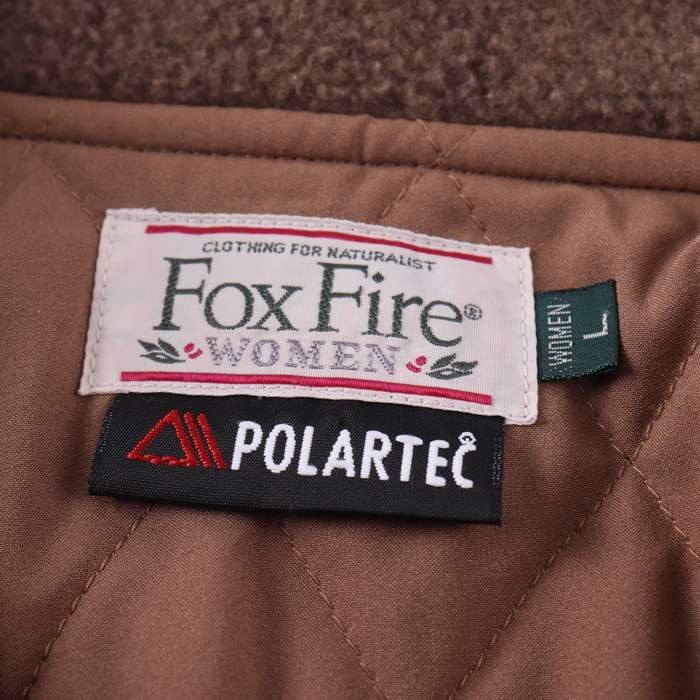 CLOTHING FOR NATURALIST
Fox Fire®
WOMEN
WOMEN L
POLARTEC®